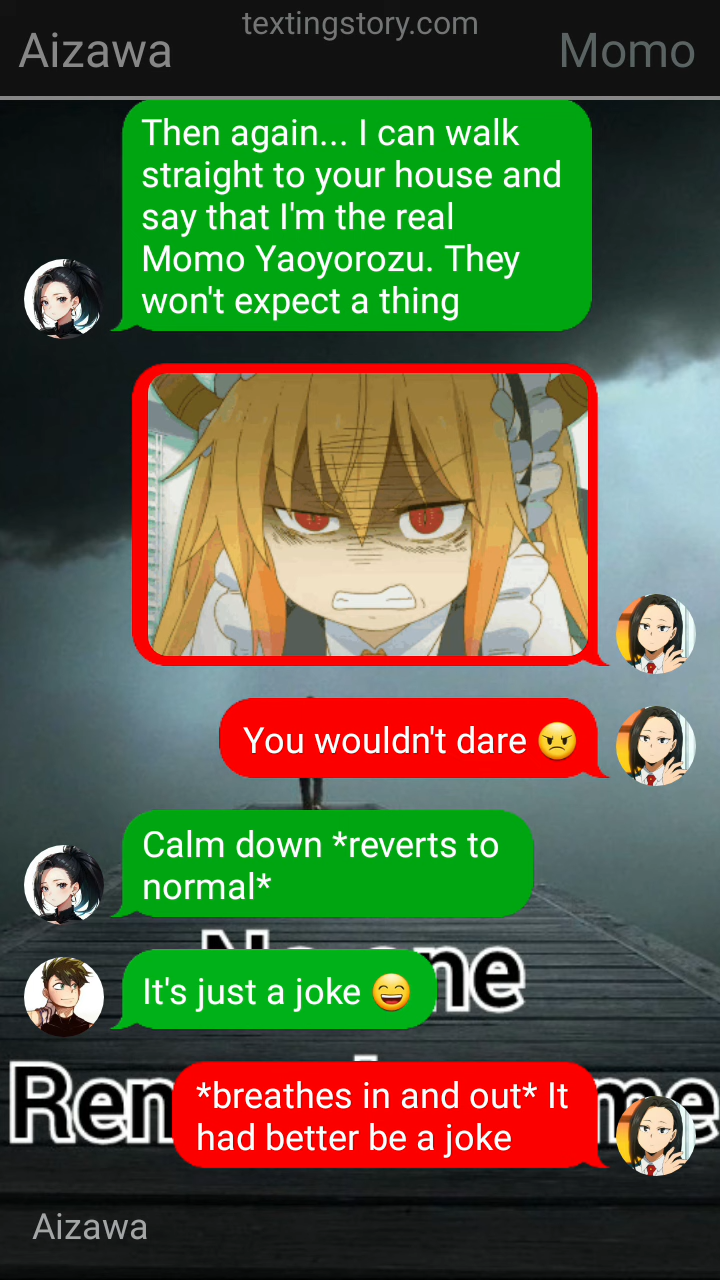 textingstory.com
Aizawa
Momo
Then again... I can walk
straight to your house and
say that I'm the real
Momo Yaoyorozu. They
won't expect a thing
You wouldn't dare 😠
Calm down *reverts to
normal*
It's just a joke 😄
*breathes in and out* It
had better be a joke
Aizawa